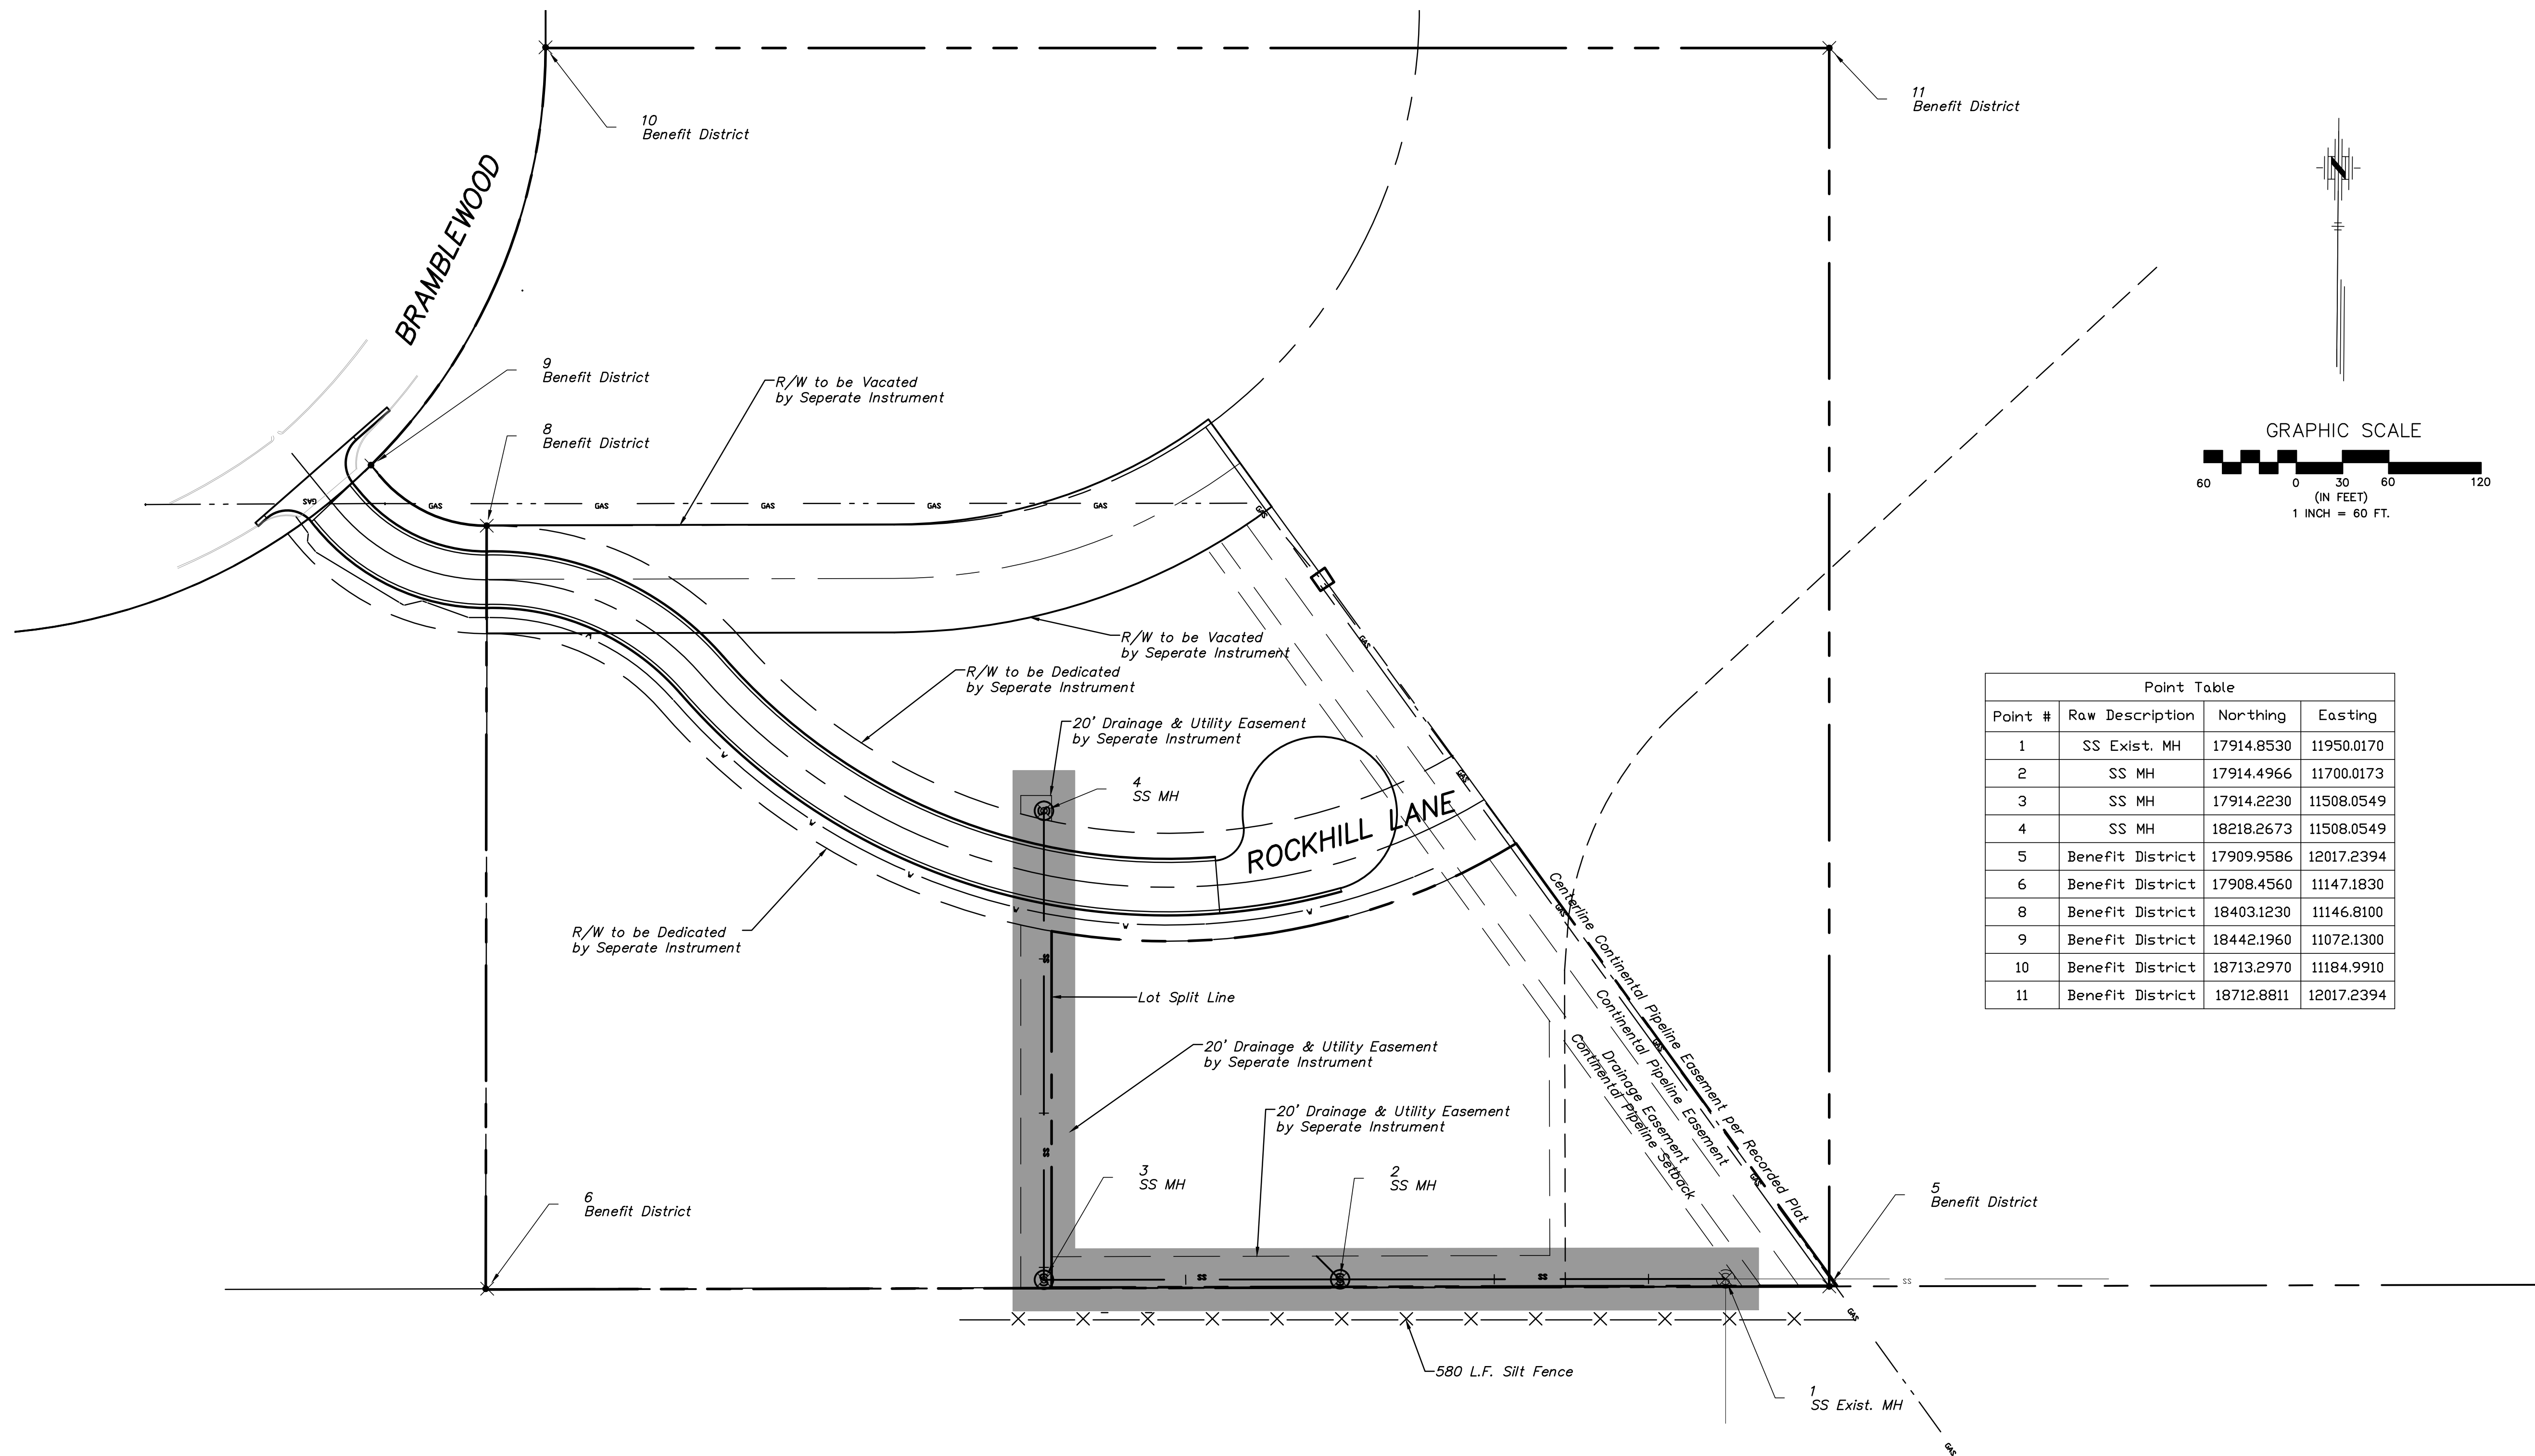 10
Benefit District
11
Benefit District
BRAMBLEWOOD
N
9
Benefit District
R/W to be Vacated
by Seperate Instrument
8
Benefit District
GRAPHIC SCALE
60 0 30 60 120
(IN FEET)
1 INCH = 60 FT.
GAS
GAS
GAS
GAS
GAS
GAS
GAS
R/W to be Vacated
by Seperate Instrument
GAS
R/W to be Dedicated
by Seperate Instrument
20' Drainage & Utility Easement
by Seperate Instrument
4
SS MH
GAS
ROCKHILL LANE
W
W
W
W
W
W
W
Point Table
Point # Raw Description Northing Easting
1 SS Exist. MH 17914.8530 11950.0170
2 SS MH 17914.4966 11700.0173
3 SS MH 17914.2230 11508.0549
4 SS MH 18218.2673 11508.0549
5 Benefit District 17909.9586 12017.2394
6 Benefit District 17908.4560 11147.1830
8 Benefit District 18403.1230 11146.8100
9 Benefit District 18442.1960 11072.1300
10 Benefit District 18713.2970 11184.9910
11 Benefit District 18712.8811 12017.2394
R/W to be Dedicated
by Seperate Instrument
SS
Lot Split Line
GAS
Centerline Continental Pipeline Easement per Recorded Plat
Continental Pipeline Easement
Drainage Easement
Continental Pipeline Setback
GAS
20' Drainage & Utility Easement
by Seperate Instrument
20' Drainage & Utility Easement
by Seperate Instrument
SS
GAS
3
SS MH
2
SS MH
6
Benefit District
5
Benefit District
SS
SS
SS
GAS
580 L.F. Silt Fence
1
SS Exist. MH
GAS